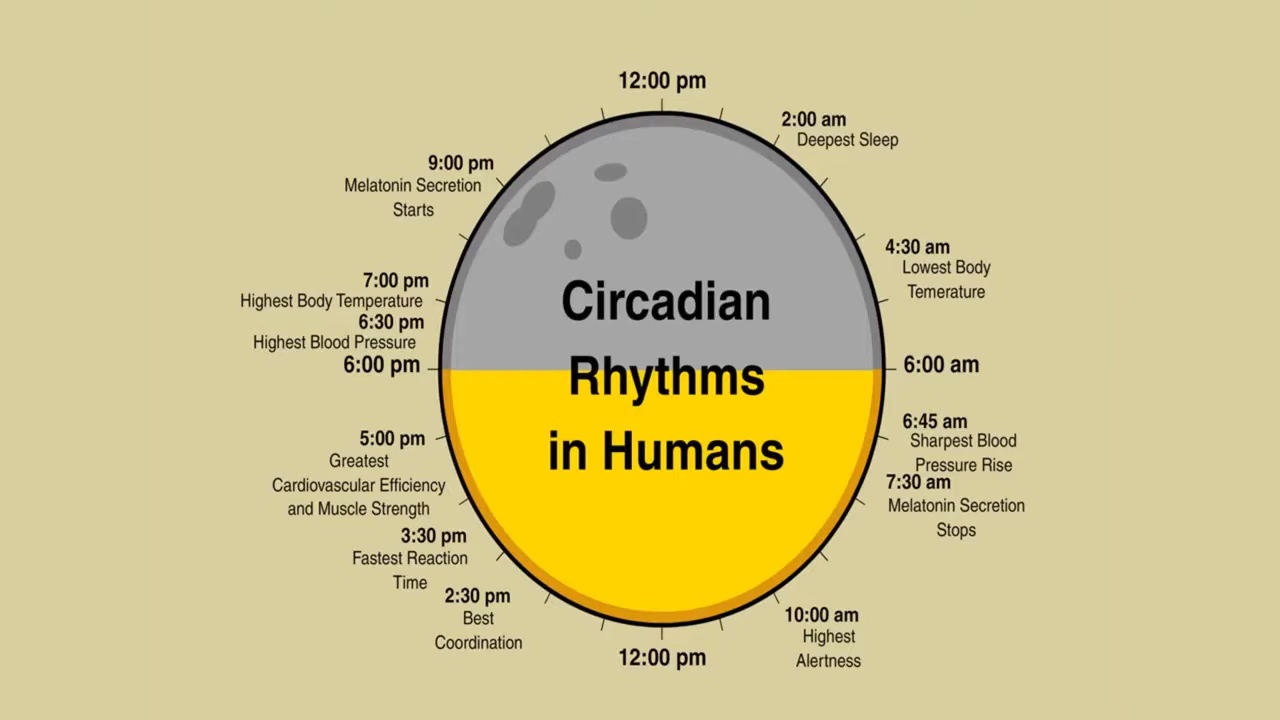 12:00 pm
2:00 am
Deepest Sleep
4:30 am
Lowest Body
Temerature
6:00 am
6:45 am
Sharpest Blood
Pressure Rise
7:30 am
Melatonin Secretion
Stops
10:00 am
Highest
Alertness
12:00 pm
2:30 pm
Best
Coordination
3:30 pm
Fastest Reaction
Time
5:00 pm
Greatest
Cardiovascular Efficiency
and Muscle Strength
6:00 pm
6:30 pm
Highest Blood Pressure
7:00 pm
Highest Body Temperature
9:00 pm
Melatonin Secretion
Starts
Circadian
Rhythms
in Humans